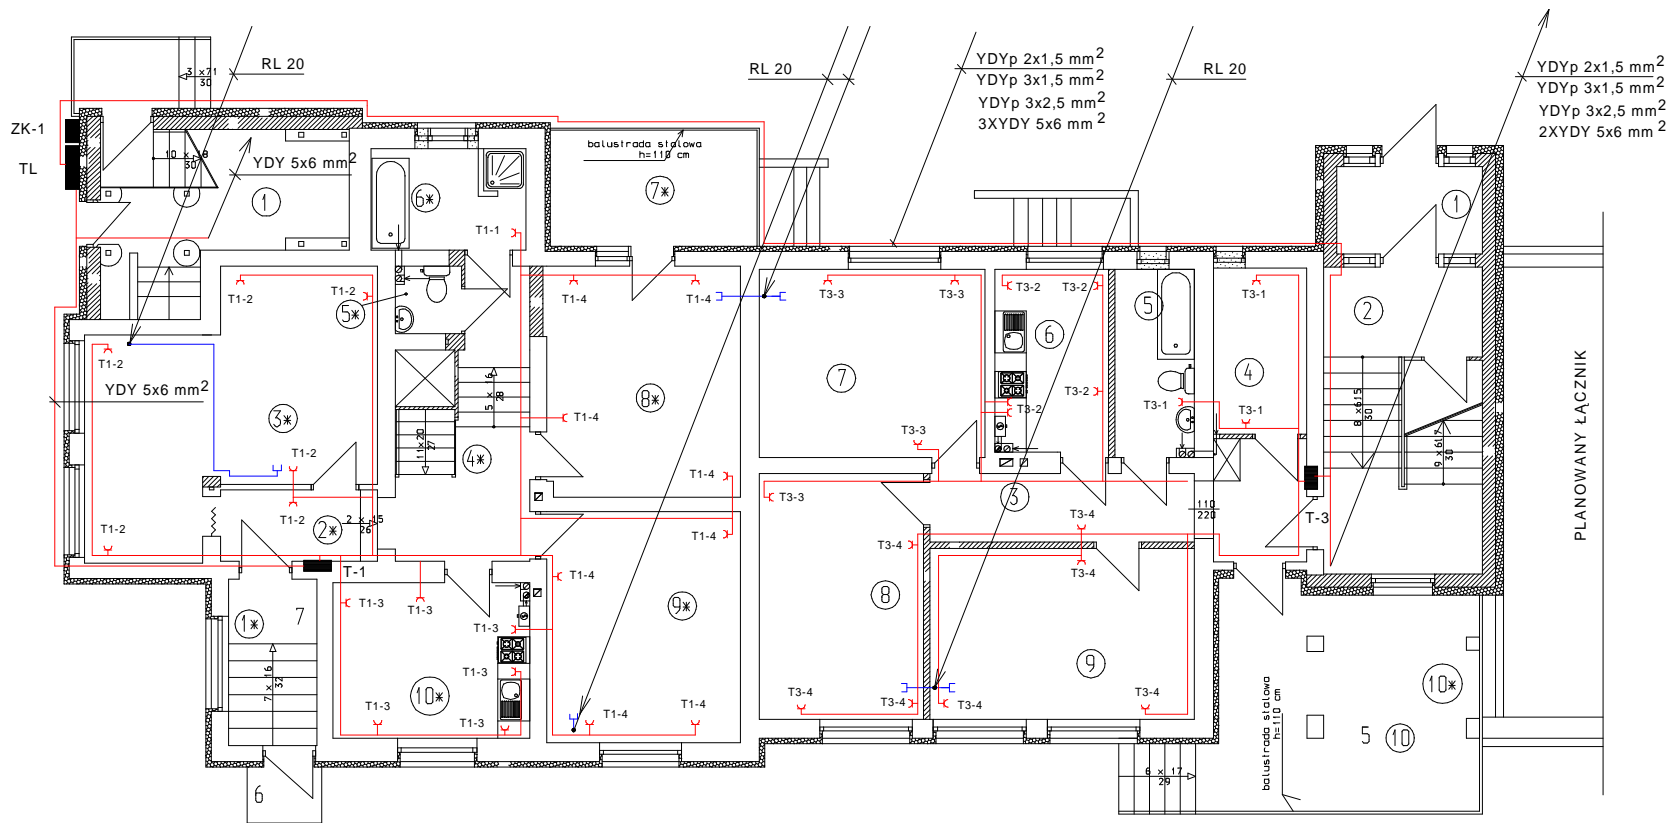 RL 20
RL 20
YDYp 2x1,5 mm2
YDYp 3x1,5 mm2
YDYp 3x2,5 mm2
3XYDY 5x6 mm2
RL 20
YDYp 2x1,5 mm2
YDYp 3x1,5 mm2
YDYp 3x2,5 mm2
2XYDY 5x6 mm2
3 x71
30
ZK-1
TL
10 x 18
30
YDY 5x6 mm2
1
balustrada stalowa
h=110 cm
6*
7*
T1-1
1
T1-2
T1-2
5*
T1-4
T1-4
T3-3
T3-3
T3-2
T3-2
5
T3-1
2
6
T1-2
YDY 5x6 mm2
3*
5 x 16
28
8*
7
4
PLANOWANY ŁĄCZNIK
T1-4
T3-2
T3-2
T3-1
T3-1
8 x615
30
11x20
27
4*
T1-2
T3-3
9 x617
30
T1-4
T3-3
3
110
220
T-3
T1-2
T1-2
2*
2 x 15
26
T1-4
T3-4
T3-4
T-1
T1-4
T3-4
T1-3
T1-3
1*
7
T1-3
9*
8
7 x 16
32
T1-3
10*
9
10*
T1-3
T1-3
T1-4
T1-4
T3-4
T3-4
T3-4
T3-4
balustrada stalowa
h=110 cm
5
10
6 x 17
29
6